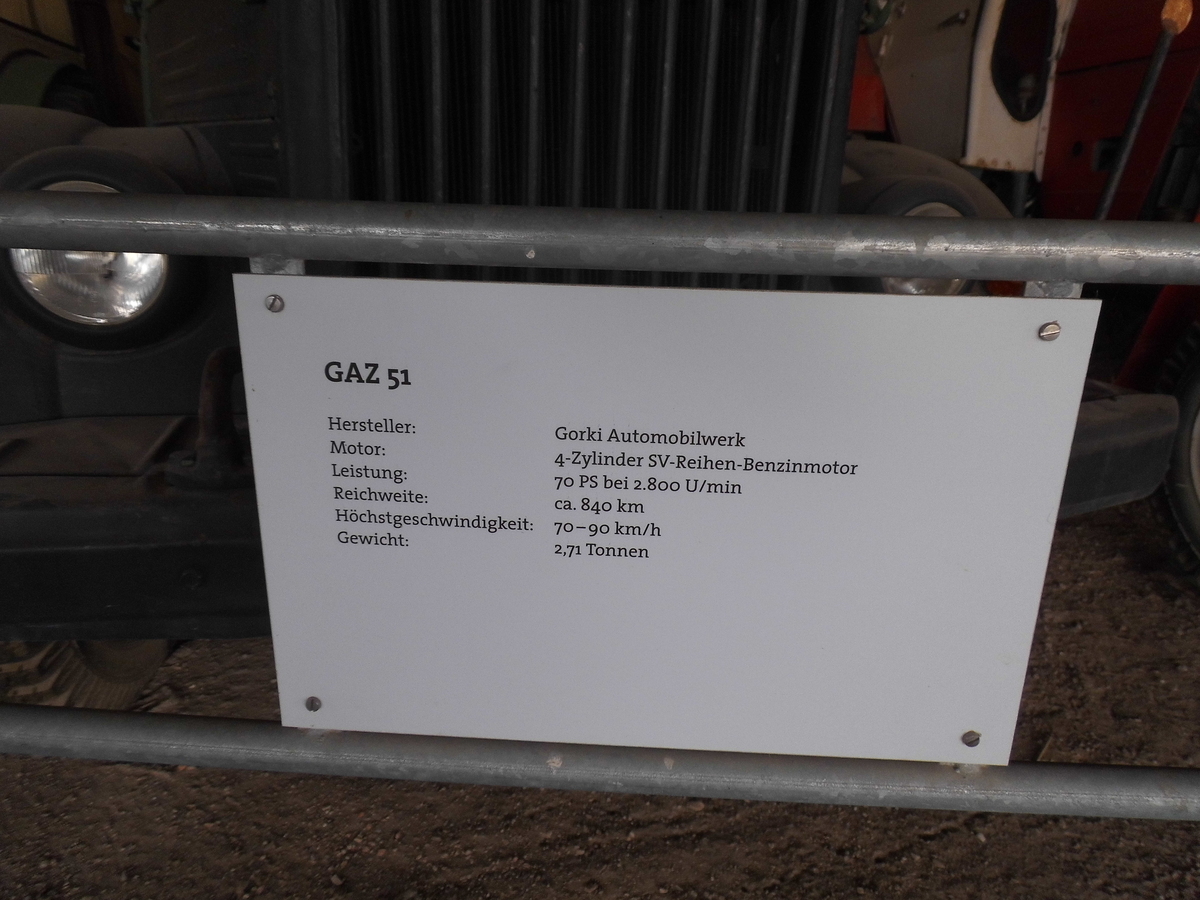 GAZ 51
Hersteller: Gorki Automobilwerk
Motor: 4-Zylinder SV-Reihen-Benzinmotor
Leistung: 70 PS bei 2.800 U/min
Reichweite: ca. 840 km
Höchstgeschwindigkeit: 70–90 km/h
Gewicht: 2,71 Tonnen